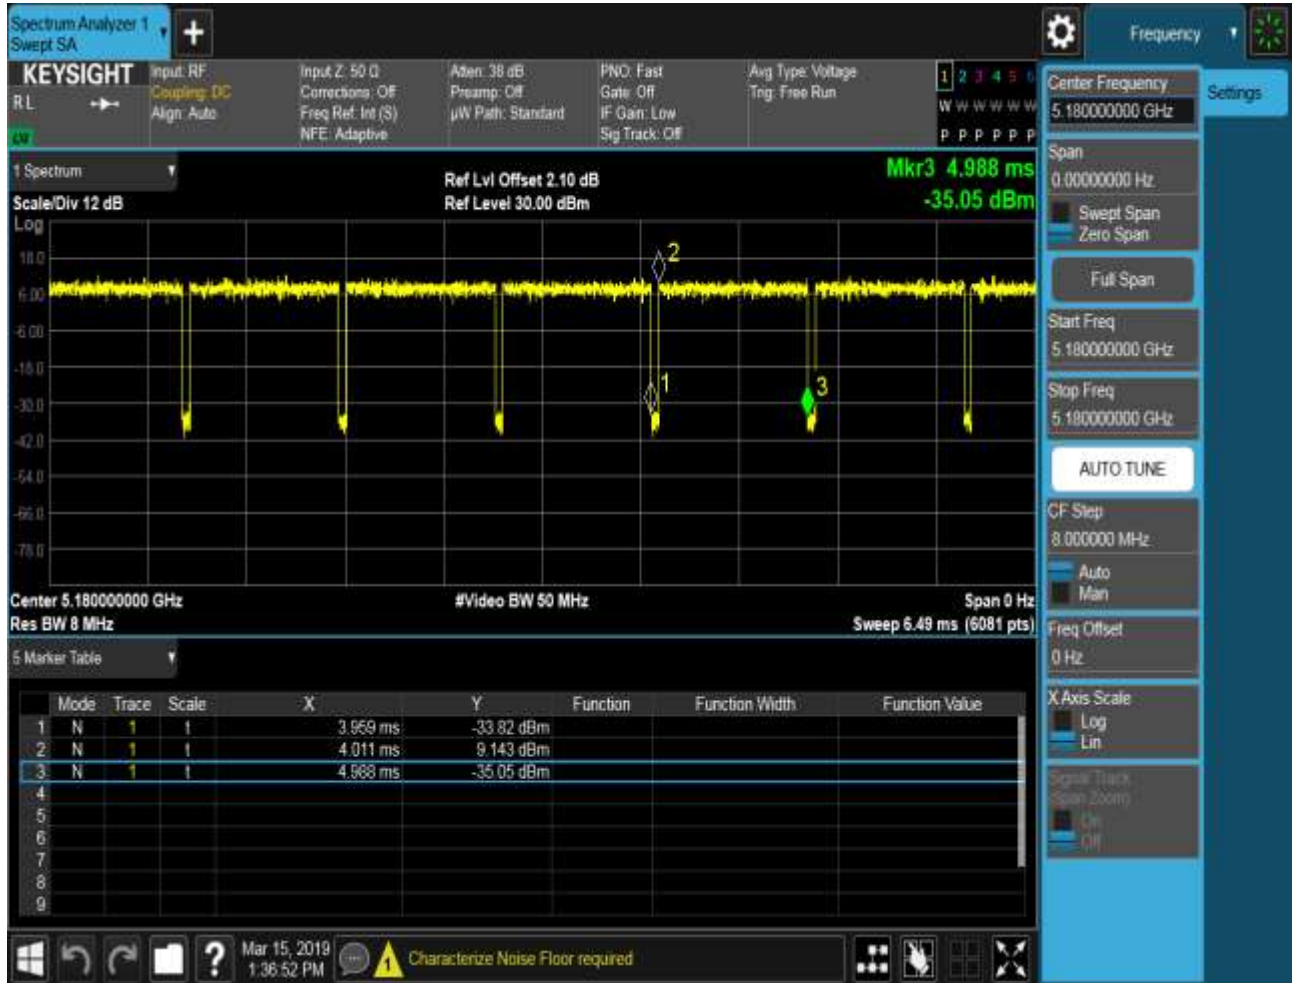 Spectrum Analyzer 1
Swept SA
+
Frequency
KEYSIGHT
RL
Input: RF
Coupling: DC
Align: Auto
Input Z: 50 Ω
Corrections: Off
Freq Ref: Int (S)
NFE: Adaptive
Atten: 38 dB
Preamp: Off
µW Path: Standard
PNO: Fast
Gate: Off
IF Gain: Low
Sig Track: Off
Avg Type: Voltage
Trig: Free Run
1 2 3 4 5 6
W W W W W W
P P P P P P
1 Spectrum
Scale/Div 12 dB
Log
Ref Lvl Offset 2.10 dB
Ref Level 30.00 dBm
Mkr3 4.988 ms
-35.05 dBm
18.0
6.00
-6.00
-18.0
-30.0
-42.0
-54.0
-66.0
-78.0
2
1
3
Center 5.180000000 GHz
#Video BW 50 MHz
Span 0 Hz
Res BW 8 MHz
Sweep 6.49 ms (6081 pts)
5 Marker Table
Mode Trace Scale X Y Function Function Width Function Value
1 N 1 t 3.959 ms -33.82 dBm
2 N 1 t 4.011 ms 9.143 dBm
3 N 1 t 4.988 ms -35.05 dBm
4
5
6
7
8
9
Center Frequency
5.180000000 GHz
Settings
Span
0.00000000 Hz
Swept Span
Zero Span
Full Span
Start Freq
5.180000000 GHz
Stop Freq
5.180000000 GHz
AUTO TUNE
CF Step
8.000000 MHz
Auto
Man
Freq Offset
0 Hz
X Axis Scale
Log
Lin
Signal Track
(Span Zoom)
On
Off
?
Mar 15, 2019
1:36:52 PM
1
Characterize Noise Floor required